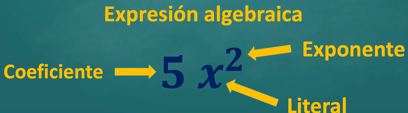 Expresión algebraica
Exponente
Coeficiente 5 x²
Literal